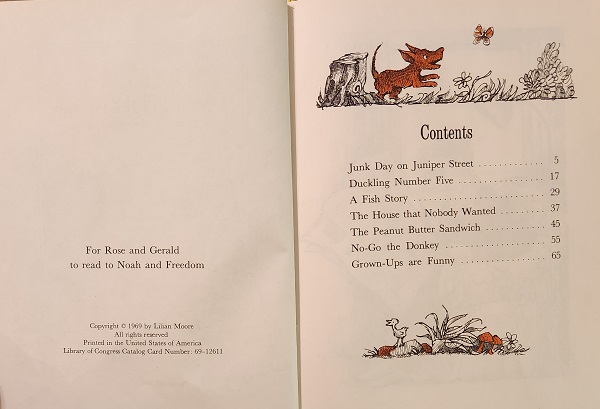 For Rose and Gerald
to read to Noah and Freedom
Copyright © 1969 by Lilian Moore
All rights reserved
Printed in the United States of America
Library of Congress Catalog Card Number: 69-12611
Contents
Junk Day on Juniper Street . . . . . . . . . . . . . 5
Duckling Number Five . . . . . . . . . . . . . . . . . 17
A Fish Story . . . . . . . . . . . . . . . . . . . . . . . . . . 29
The House that Nobody Wanted . . . . . . . . . 37
The Peanut Butter Sandwich . . . . . . . . . . . . 45
No-Go the Donkey . . . . . . . . . . . . . . . . . . . . 55
Grown-Ups are Funny . . . . . . . . . . . . . . . . . . 65